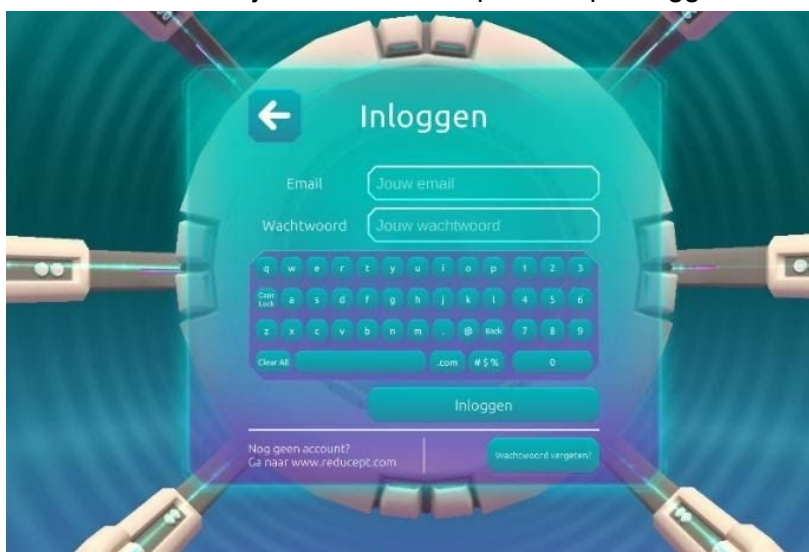 Inloggen
Email
Jouw email
Wachtwoord
Jouw wachtwoord
q w e r t y u i o p 1 2 3
Caps Lock a s d f g h j k l 4 5 6
z x c v b n m . @ Back 7 8 9
Clear All .com # $ % 0
Inloggen
Nog geen account?
Ga naar www.reducept.com
Wachtwoord vergeten?